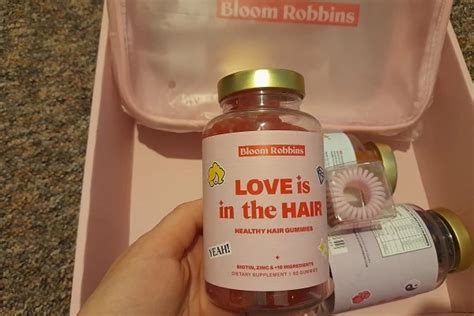 Bloom Robbins
Bloom Robbins
LOVE is
in the HAIR
HEALTHY HAIR GUMMIES
YEAH!
BIOTIN, ZINC & +10 INGREDIENTS
DIETARY SUPPLEMENT | 60 GUMMIES